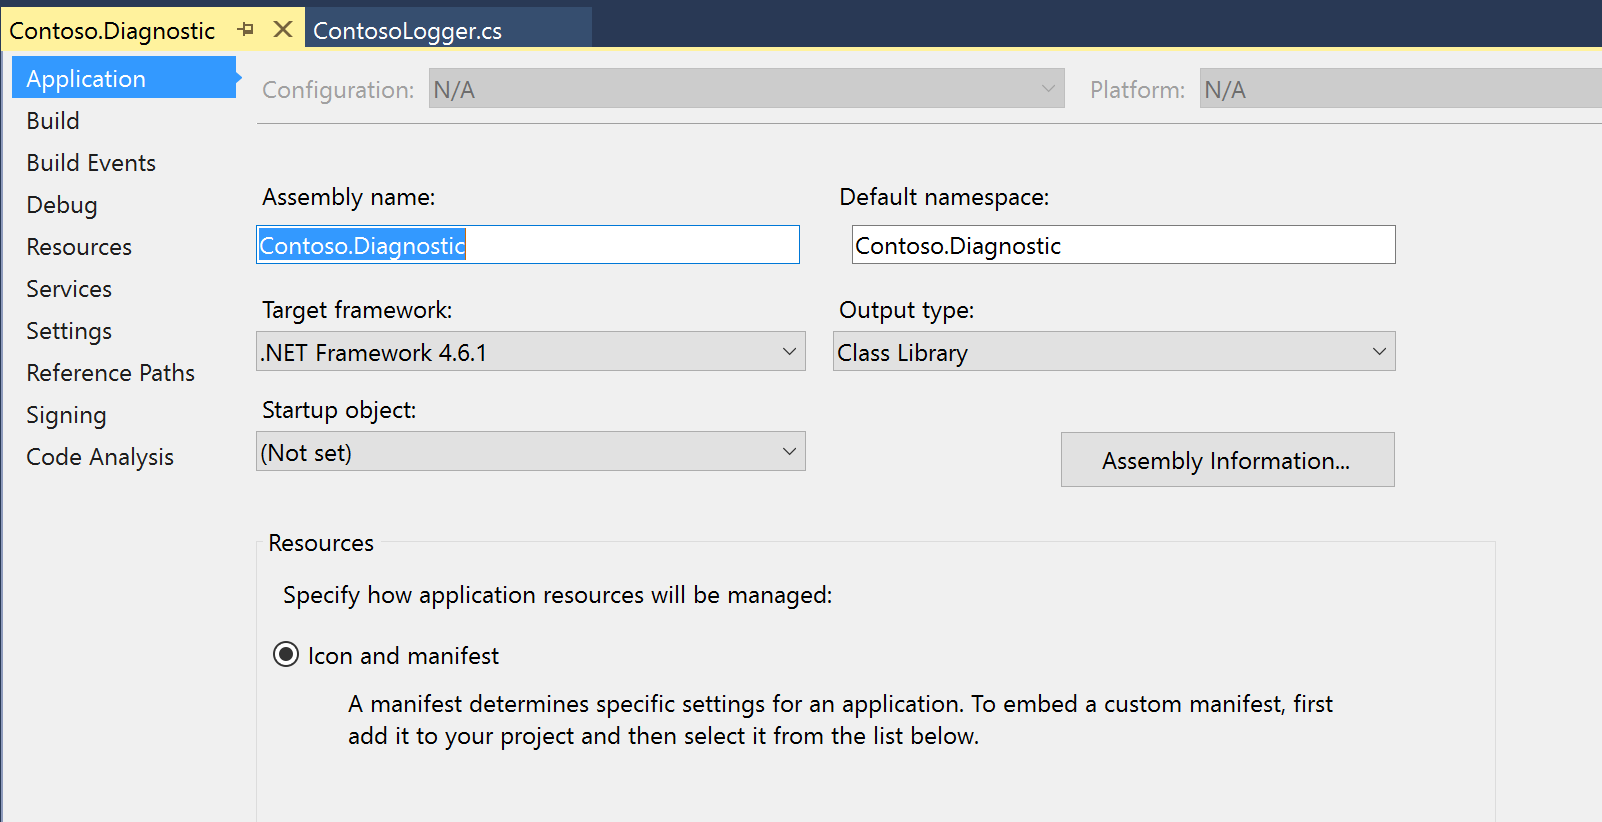 Contoso.Diagnostic
ContosoLogger.cs
Application
Build
Build Events
Debug
Resources
Services
Settings
Reference Paths
Signing
Code Analysis
Configuration: N/A Platform: N/A
Assembly name: Default namespace:
Contoso.Diagnostic Contoso.Diagnostic
Target framework: Output type:
.NET Framework 4.6.1 Class Library
Startup object:
(Not set) Assembly Information...
Resources
Specify how application resources will be managed:
Icon and manifest
A manifest determines specific settings for an application. To embed a custom manifest, first
add it to your project and then select it from the list below.